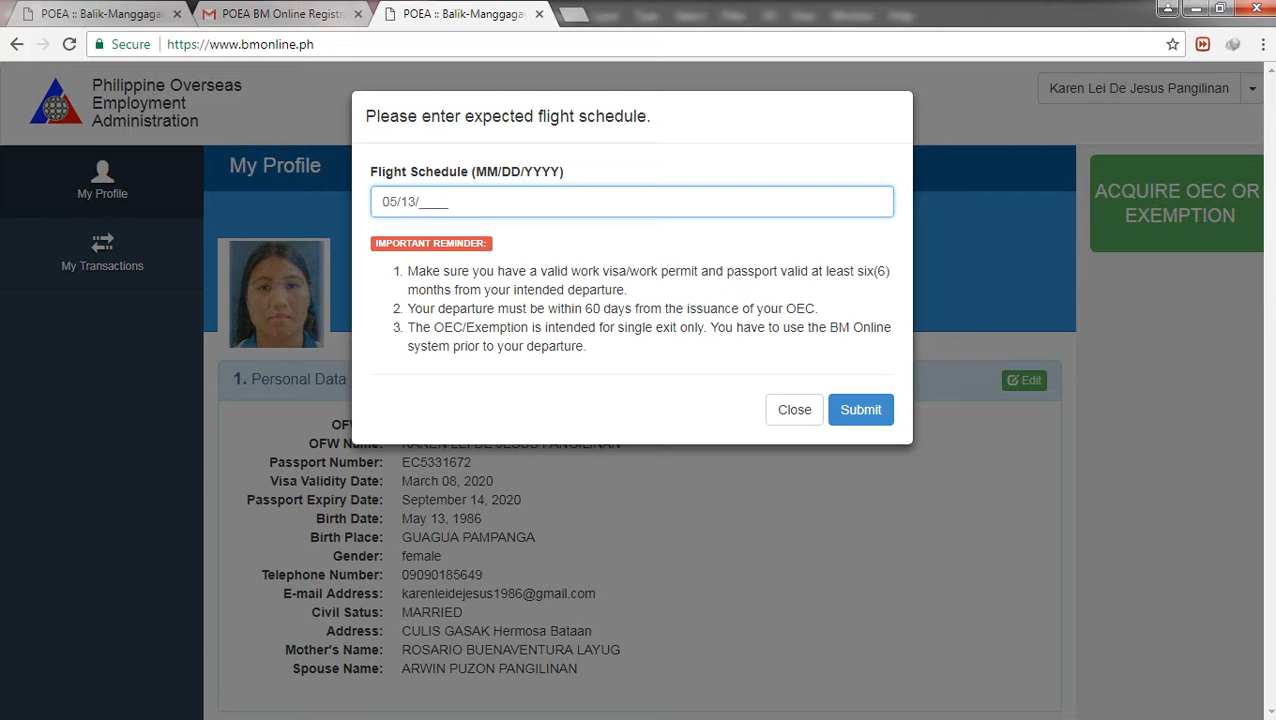 POEA :: Balik-Manggaga
POEA BM Online Registra
POEA :: Balik-Manggaga
Secure
https://www.bmonline.ph
Philippine Overseas
Employment
Administration
Karen Lei De Jesus Pangilinan
My Profile
My Transactions
My Profile
ACQUIRE OEC OR
EXEMPTION
Please enter expected flight schedule.
Flight Schedule (MM/DD/YYYY)
05/13/____
IMPORTANT REMINDER:
1. Make sure you have a valid work visa/work permit and passport valid at least six(6)
months from your intended departure.
2. Your departure must be within 60 days from the issuance of your OEC.
3. The OEC/Exemption is intended for single exit only. You have to use the BM Online
system prior to your departure.
Close
Submit
1. Personal Data
Edit
OFW Name: KAREN LEI DE JESUS PANGILINAN
Passport Number: EC5331672
Visa Validity Date: March 08, 2020
Passport Expiry Date: September 14, 2020
Birth Date: May 13, 1986
Birth Place: GUAGUA PAMPANGA
Gender: female
Telephone Number: 09090185649
E-mail Address: karenleidejesus1986@gmail.com
Civil Satus: MARRIED
Address: CULIS GASAK Hermosa Bataan
Mother's Name: ROSARIO BUENAVENTURA LAYUG
Spouse Name: ARWIN PUZON PANGILINAN